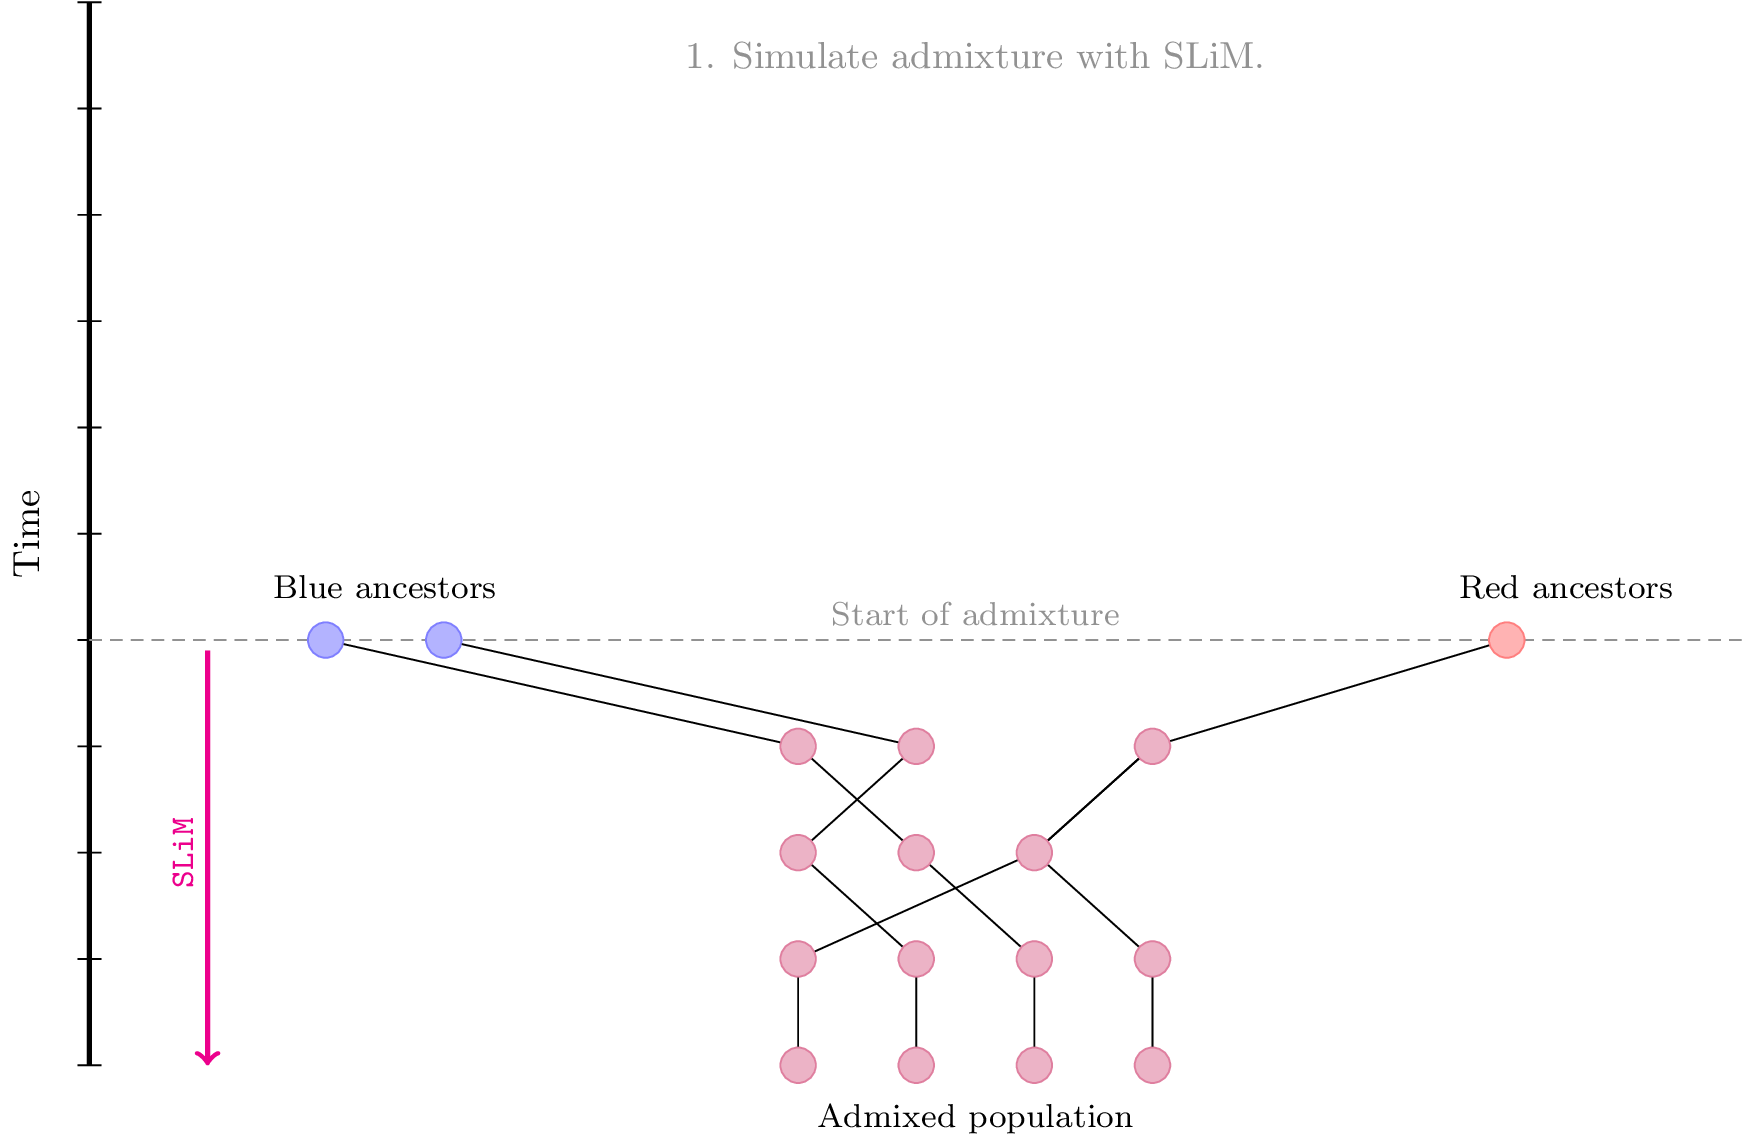 1. Simulate admixture with SLiM.
Time
Blue ancestors
Red ancestors
Start of admixture
SLiM
Admixed population